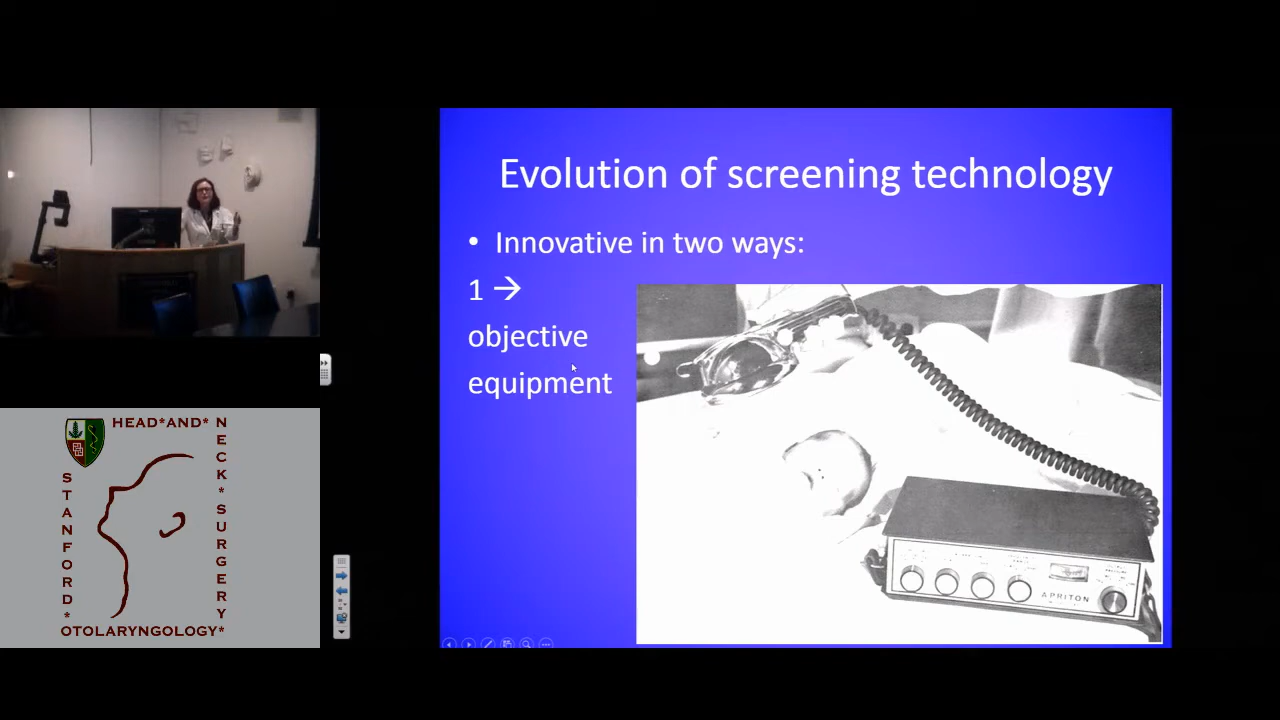 Evolution of screening technology
• Innovative in two ways:
1 →
objective
equipment
APRITON
HEAD*AND*
NECK*SURGERY*
STANFORD*
OTOLARYNGOLOGY*